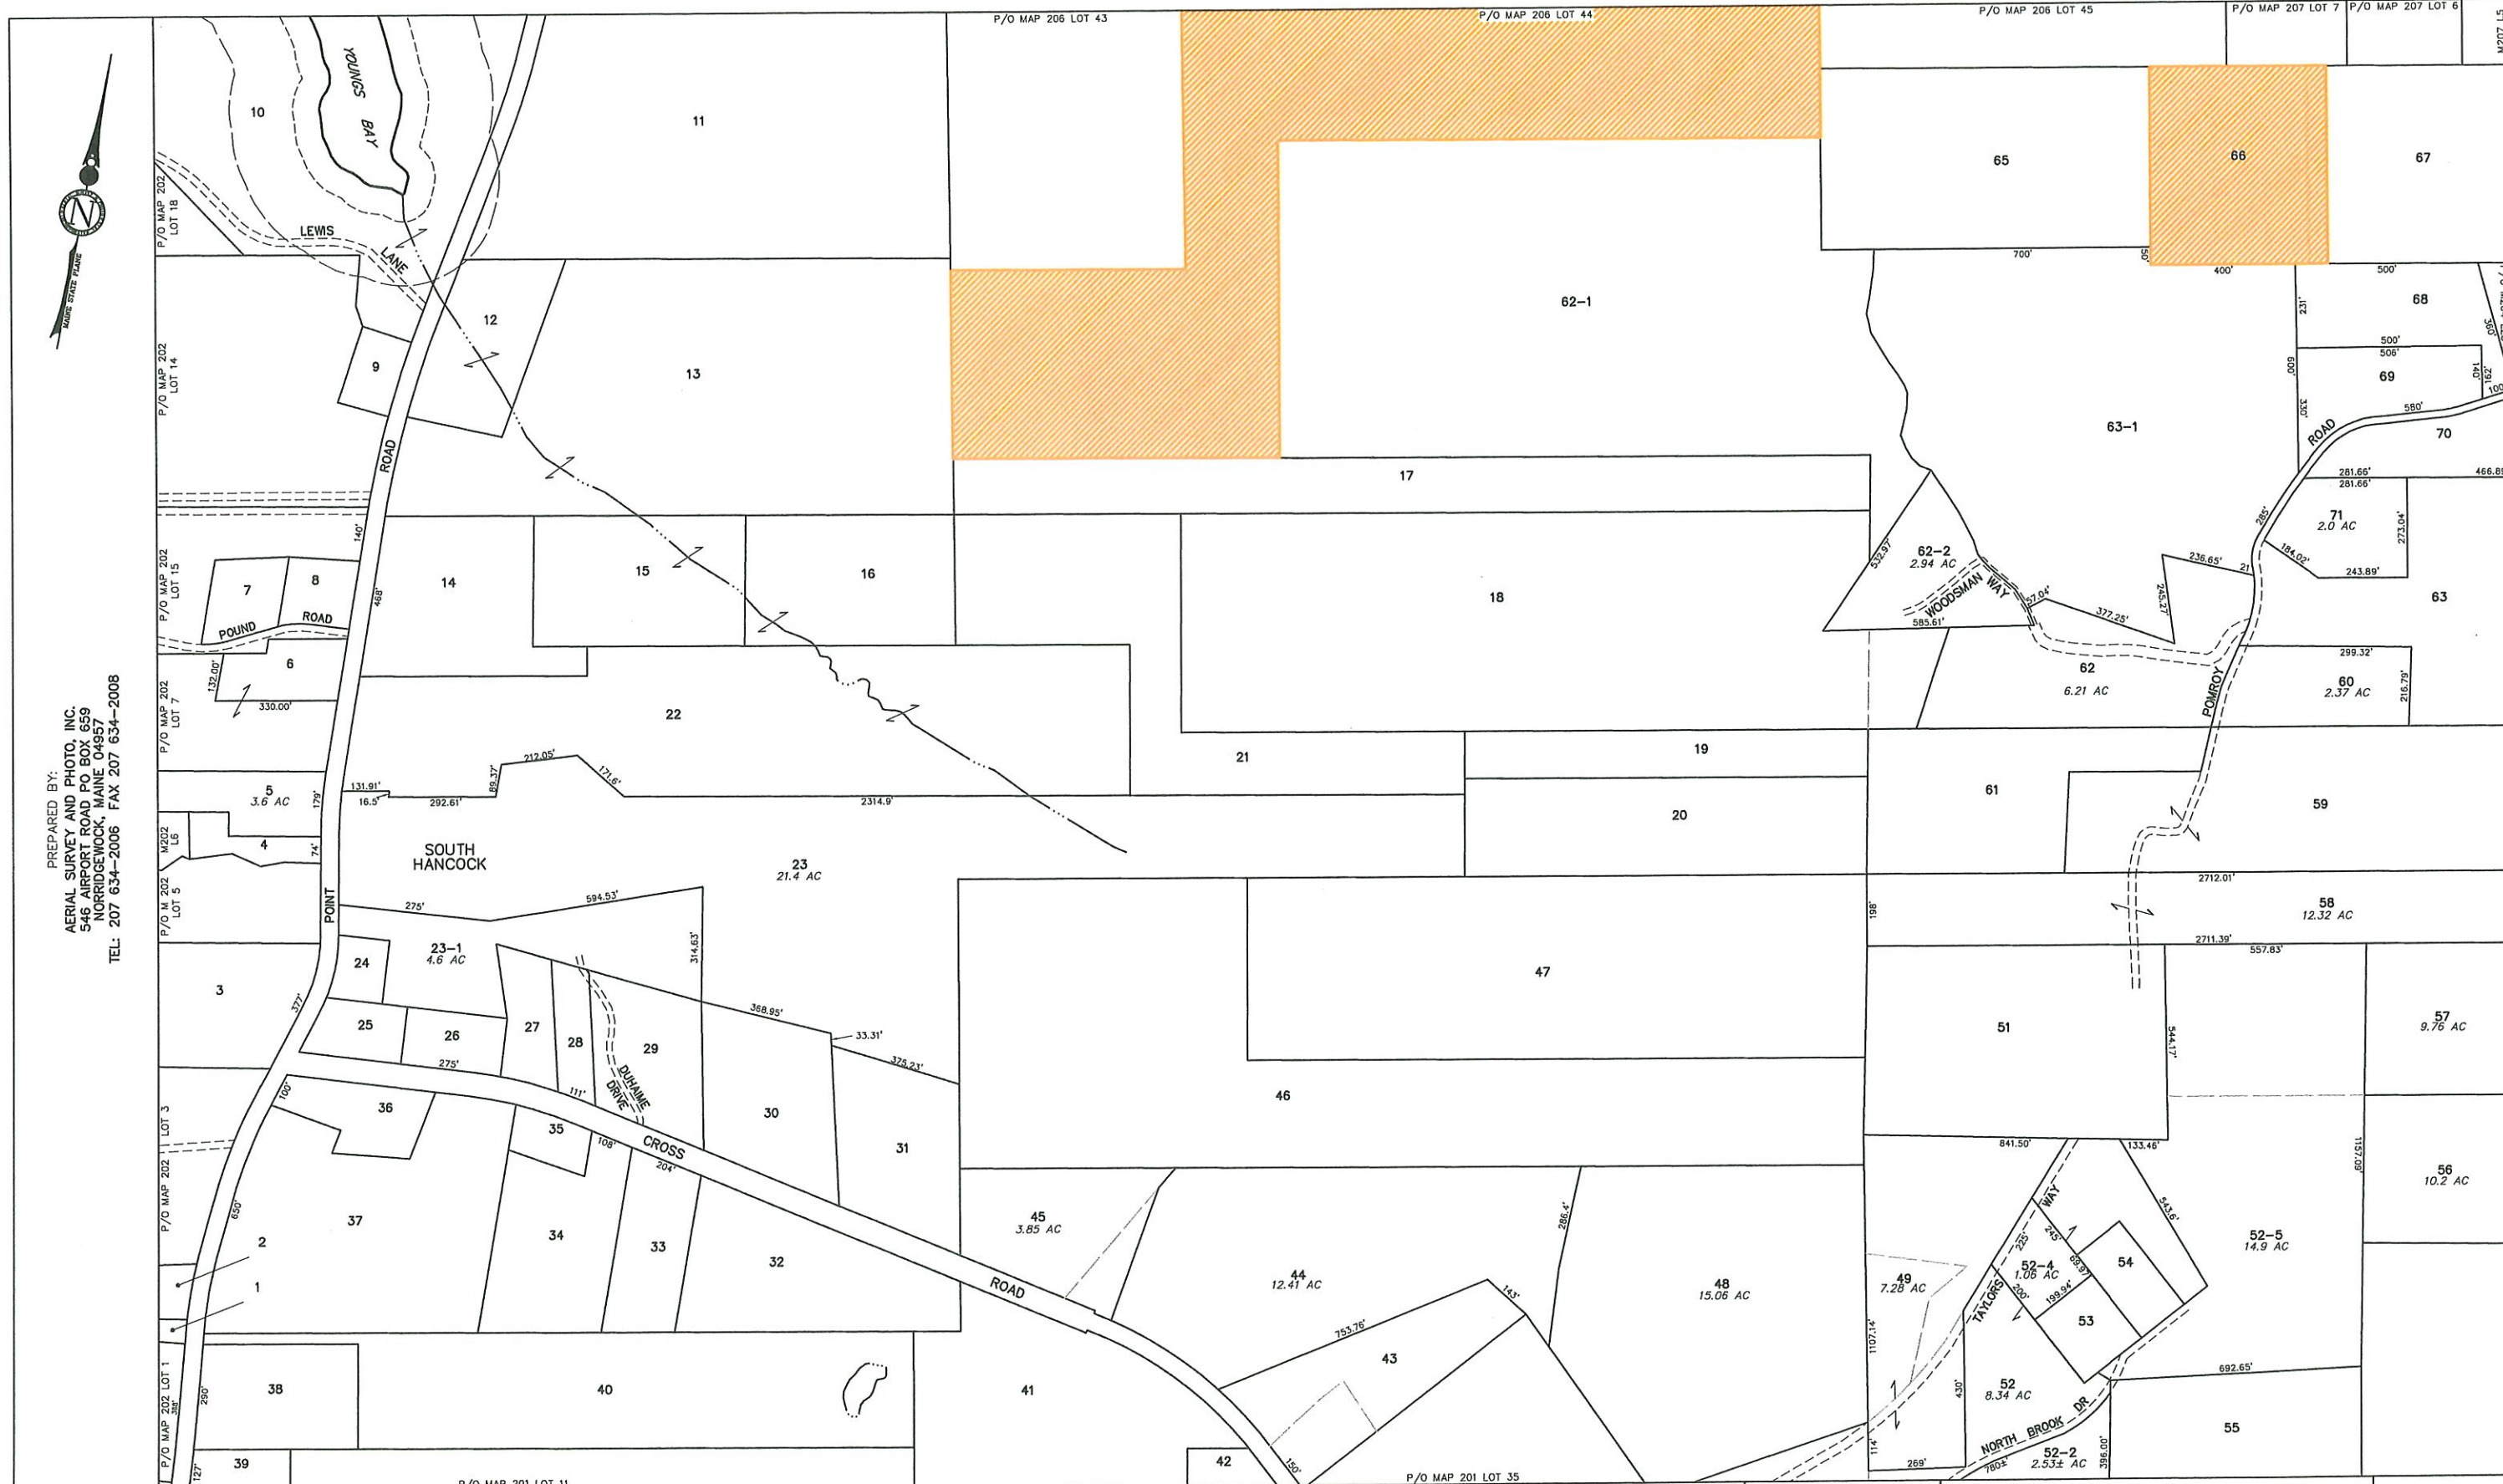 P/O MAP 206 LOT 43
P/O MAP 206 LOT 44
P/O MAP 206 LOT 45
P/O MAP 207 LOT 7
P/O MAP 207 LOT 6
M207 L5
YOUNGS BAY
10
11
65
66
67
P/O MAP 202
LOT 18
LEWIS
LANE
N
MAINE STATE PLANE
700'
50'
400'
500'
12
62-1
231'
68
360'
P/O MAP 202
LOT 14
9
13
500'
506'
600'
69
140'
162'
100'
330'
580'
63-1
ROAD
70
ROAD
17
281.66'
466.89'
281.66'
140'
285'
71
2.0 AC
273.04'
P/O MAP 202
LOT 15
7
8
468'
14
15
16
18
532.97'
62-2
2.94 AC
WOODSMAN WAY
57.04'
377.25'
236.65'
21'
245.27'
184.02'
243.89'
63
POUND ROAD
585.61'
6
132.00'
330.00'
62
6.21 AC
POMROY
299.32'
60
2.37 AC
216.79'
P/O MAP 202
LOT 7
22
21
19
212.05'
171.6'
89.37'
131.91'
16.5'
292.61'
2314.9'
5
3.6 AC
179'
61
59
20
PREPARED BY:
AERIAL SURVEY AND PHOTO, INC.
546 AIRPORT ROAD PO BOX 659
NORRIDGEWOCK, MAINE 04957
TEL: 207 634-2006 FAX 207 634-2008
M202
L6
4
74'
SOUTH
HANCOCK
23
21.4 AC
2712.01'
P/O M 202
LOT 5
POINT
275'
594.53'
198'
58
12.32 AC
2711.39'
557.83'
24
23-1
4.6 AC
314.63'
47
3
377'
25
26
27
28
29
368.95'
33.31'
375.23'
51
544.17'
57
9.76 AC
275'
111'
DUHAIME
DRIVE
100'
36
30
46
LOT 3
35
108'
CROSS
204'
31
841.50'
133.46'
1157.09'
56
10.2 AC
P/O MAP 202
650'
37
34
33
32
45
3.85 AC
286.4'
WAY
543.6'
2
1
44
12.41 AC
48
15.06 AC
49
7.28 AC
225'
245'
69.97'
52-4
1.06 AC
54
52-5
14.9 AC
ROAD
143'
200'
199.94'
TAYLORS
53
753.76'
43
1107.14'
692.65'
P/O MAP 202 LOT 1
388'
290'
38
40
41
430'
52
8.34 AC
NORTH BROOK DR
55
396.00'
39
127'
42
150'
114'
269'
780±'
52-2
2.53± AC
P/O MAP 201 LOT 11
P/O MAP 201 LOT 35